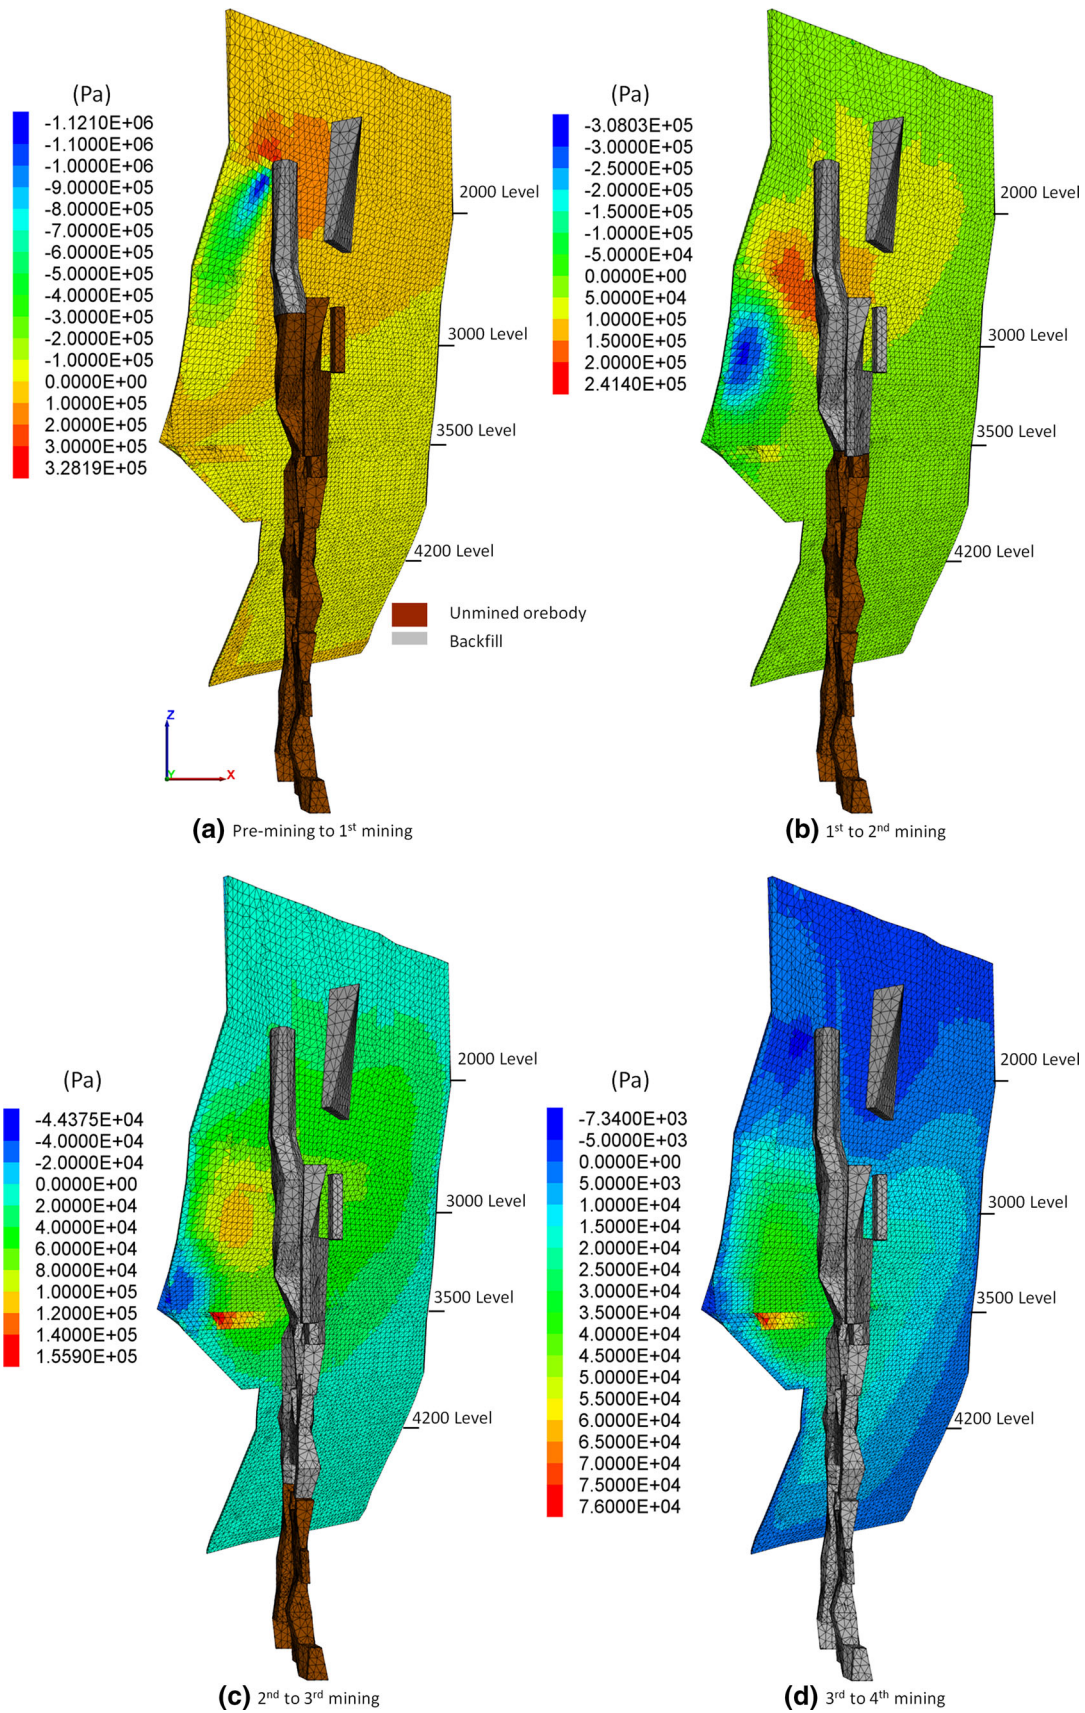 (Pa)
-1.1210E+06
-1.1000E+06
-1.0000E+06
-9.0000E+05
-8.0000E+05
-7.0000E+05
-6.0000E+05
-5.0000E+05
-4.0000E+05
-3.0000E+05
-2.0000E+05
-1.0000E+05
0.0000E+00
1.0000E+05
2.0000E+05
3.0000E+05
3.2819E+05
2000 Level
3000 Level
3500 Level
4200 Level
Unmined orebody
Backfill
Z
Y
X
(a) Pre-mining to 1st mining
(Pa)
-3.0803E+05
-3.0000E+05
-2.5000E+05
-2.0000E+05
-1.5000E+05
-1.0000E+05
-5.0000E+04
0.0000E+00
5.0000E+04
1.0000E+05
1.5000E+05
2.0000E+05
2.4140E+05
2000 Level
3000 Level
3500 Level
4200 Level
(b) 1st to 2nd mining
(Pa)
-4.4375E+04
-4.0000E+04
-2.0000E+04
0.0000E+00
2.0000E+04
4.0000E+04
6.0000E+04
8.0000E+04
1.0000E+05
1.2000E+05
1.4000E+05
1.5590E+05
2000 Level
3000 Level
3500 Level
4200 Level
(c) 2nd to 3rd mining
(Pa)
-7.3400E+03
-5.0000E+03
0.0000E+00
5.0000E+03
1.0000E+04
1.5000E+04
2.0000E+04
2.5000E+04
3.0000E+04
3.5000E+04
4.0000E+04
4.5000E+04
5.0000E+04
5.5000E+04
6.0000E+04
6.5000E+04
7.0000E+04
7.5000E+04
7.6000E+04
2000 Level
3000 Level
3500 Level
4200 Level
(d) 3rd to 4th mining